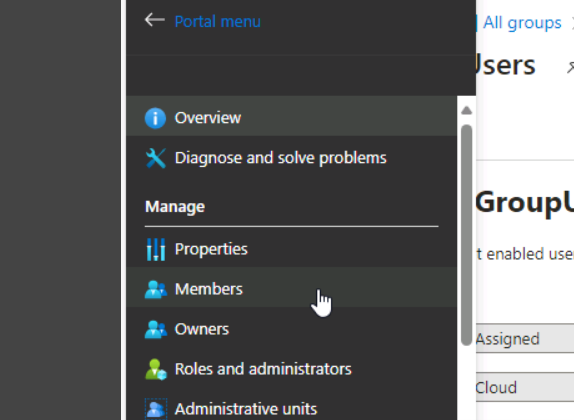 Portal menu
All groups
Users
Overview
Diagnose and solve problems
Manage
GroupU
Properties
t enabled use
Members
Owners
Assigned
Roles and administrators
Cloud
Administrative units